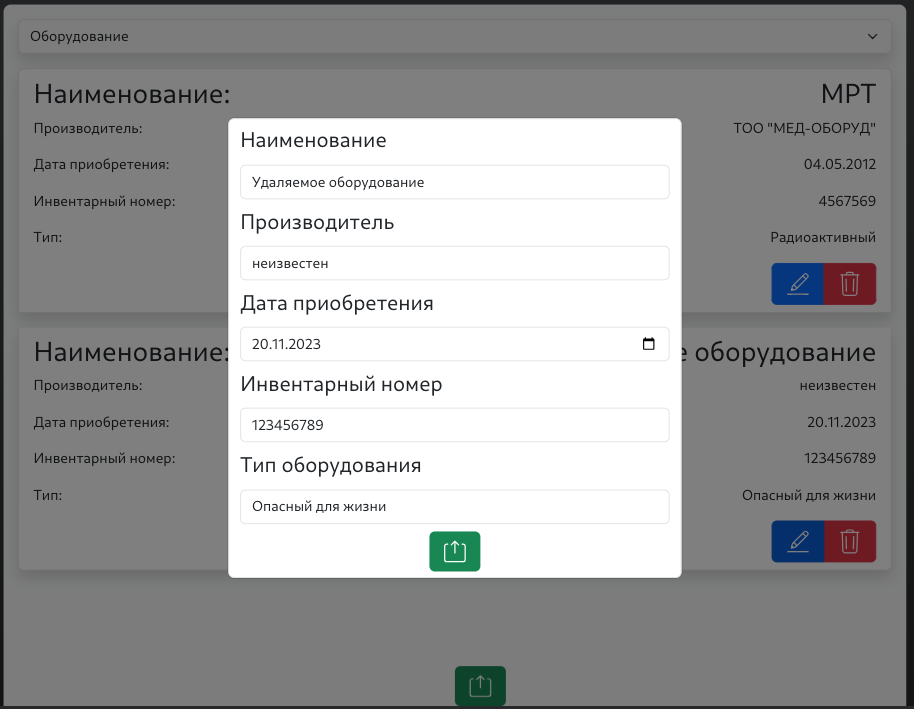 Оборудование
Наименование: МРТ
Производитель: ТОО "МЕД-ОБОРУД"
Дата приобретения: 04.05.2012
Инвентарный номер: 4567569
Тип: Радиоактивный
Наименование: оборудование
Производитель: неизвестен
Дата приобретения: 20.11.2023
Инвентарный номер: 123456789
Тип: Опасный для жизни
Наименование
Удаляемое оборудование
Производитель
неизвестен
Дата приобретения
20.11.2023
Инвентарный номер
123456789
Тип оборудования
Опасный для жизни